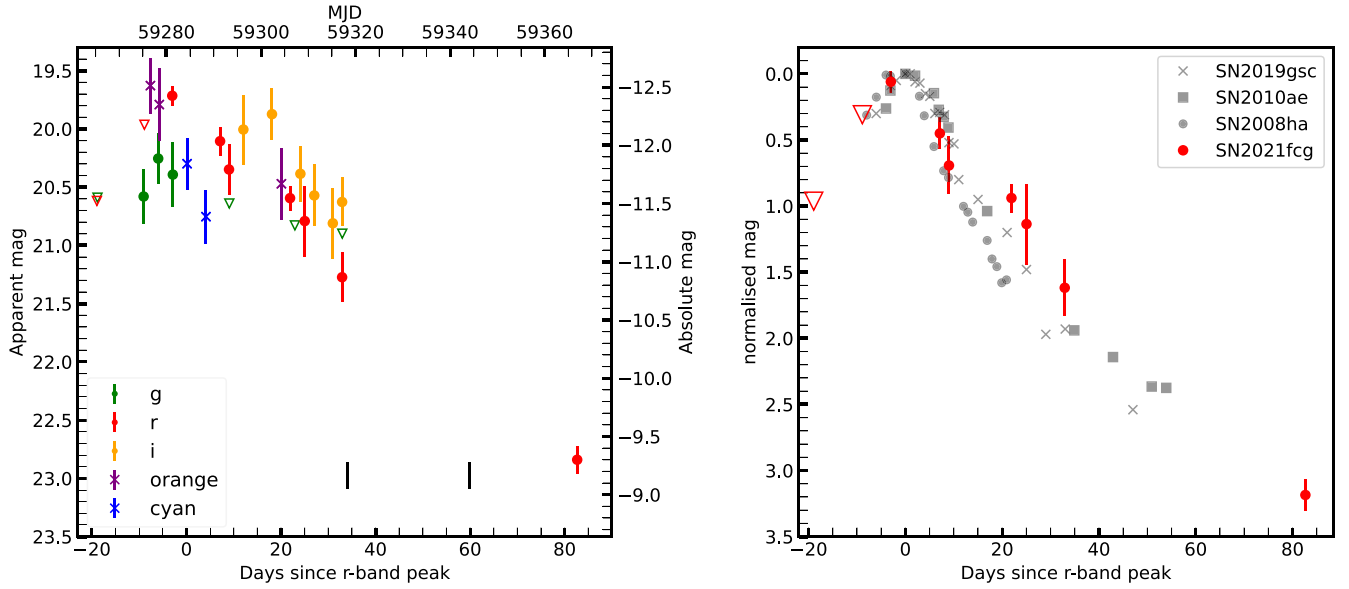 MJD
59280 59300 59320 59340 59360
19.5
20.0
20.5
21.0
21.5
22.0
22.5
23.0
23.5
Apparent mag
−12.5
−12.0
−11.5
−11.0
−10.5
−10.0
−9.5
−9.0
Absolute mag
g
r
i
orange
cyan
−20 0 20 40 60 80
Days since r-band peak
0.0
0.5
1.0
1.5
2.0
2.5
3.0
3.5
normalised mag
SN2019gsc
SN2010ae
SN2008ha
SN2021fcg
−20 0 20 40 60 80
Days since r-band peak